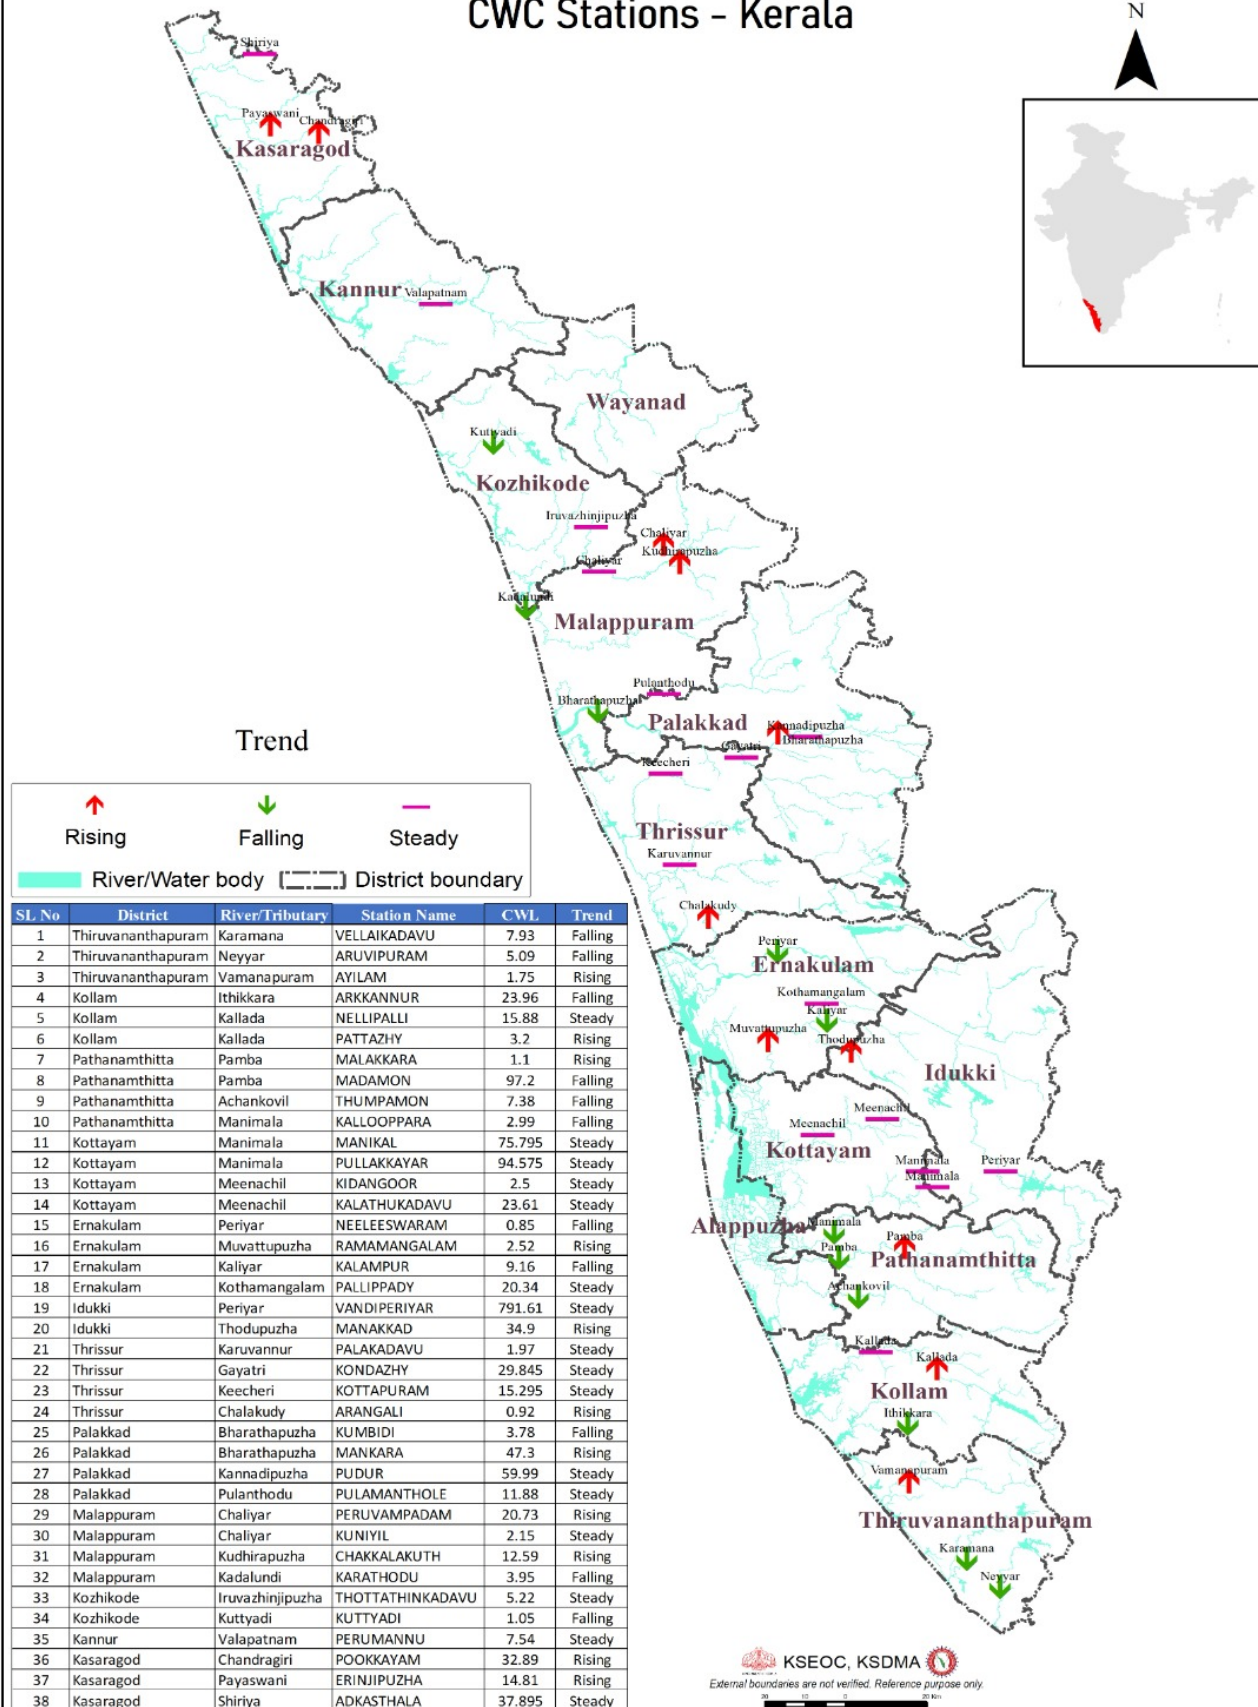 CWC Stations - Kerala
N
Shiriya
Payaswani
Chandragiri
Kasaragod
Kannur
Valapatnam
Wayanad
Kuttyadi
Kozhikode
Iruvazhinjipuzha
Chaliyar
Kudhirapuzha
Chaliyar
Kadalundi
Malappuram
Pulanthodu
Bharathapuzha
Palakkad
Kannadipuzha
Bharathapuzha
Gayatri
Keecheri
Thrissur
Karuvannur
Chalakudy
Periyar
Ernakulam
Kothamangalam
Kaliyar
Muvattupuzha
Thodupuzha
Idukki
Meenachil
Meenachil
Kottayam
Manimala
Periyar
Manimala
Alappuzha
Manimala
Pamba
Pamba
Pathanamthitta
Achankovil
Kallada
Kallada
Kollam
Ithikkara
Vamanapuram
Thiruvananthapuram
Karamana
Neyyar
Trend
Rising Falling Steady
River/Water body District boundary
SL No District River/Tributary Station Name CWL Trend
1 Thiruvananthapuram Karamana VELLAIKADAVU 7.93 Falling
2 Thiruvananthapuram Neyyar ARUVIPURAM 5.09 Falling
3 Thiruvananthapuram Vamanapuram AYILAM 1.75 Rising
4 Kollam Ithikkara ARKKANNUR 23.96 Falling
5 Kollam Kallada NELLIPALLI 15.88 Steady
6 Kollam Kallada PATTAZHY 3.2 Rising
7 Pathanamthitta Pamba MALAKKARA 1.1 Rising
8 Pathanamthitta Pamba MADAMON 97.2 Falling
9 Pathanamthitta Achankovil THUMPAMON 7.38 Falling
10 Pathanamthitta Manimala KALLOOPPARA 2.99 Falling
11 Kottayam Manimala MANIKAL 75.795 Steady
12 Kottayam Manimala PULLAKKAYAR 94.575 Steady
13 Kottayam Meenachil KIDANGOOR 2.5 Steady
14 Kottayam Meenachil KALATHUKADAVU 23.61 Steady
15 Ernakulam Periyar NEELEESWARAM 0.85 Falling
16 Ernakulam Muvattupuzha RAMAMANGALAM 2.52 Rising
17 Ernakulam Kaliyar KALAMPUR 9.16 Falling
18 Ernakulam Kothamangalam PALLIPPADY 20.34 Steady
19 Idukki Periyar VANDIPERIYAR 791.61 Steady
20 Idukki Thodupuzha MANAKKAD 34.9 Rising
21 Thrissur Karuvannur PALAKADAVU 1.97 Steady
22 Thrissur Gayatri KONDAZHY 29.845 Steady
23 Thrissur Keecheri KOTTAPURAM 15.295 Steady
24 Thrissur Chalakudy ARANGALI 0.92 Rising
25 Palakkad Bharathapuzha KUMBIDI 3.78 Falling
26 Palakkad Bharathapuzha MANKARA 47.3 Rising
27 Palakkad Kannadipuzha PUDUR 59.99 Steady
28 Palakkad Pulanthodu PULAMANTHOLE 11.88 Steady
29 Malappuram Chaliyar PERUVAMPADAM 20.73 Rising
30 Malappuram Chaliyar KUNIYIL 2.15 Steady
31 Malappuram Kudhirapuzha CHAKKALAKUTH 12.59 Rising
32 Malappuram Kadalundi KARATHODU 3.95 Falling
33 Kozhikode Iruvazhinjipuzha THOTTATHINKADAVU 5.22 Steady
34 Kozhikode Kuttyadi KUTTYADI 1.05 Falling
35 Kannur Valapatnam PERUMANNU 7.54 Steady
36 Kasaragod Chandragiri POOKKAYAM 32.89 Rising
37 Kasaragod Payaswani ERINJIPUZHA 14.81 Rising
38 Kasaragod Shiriya ADKASTHALA 37.895 Steady
KSEOC, KSDMA
External boundaries are not verified. Reference purpose only.
20 10 0 20 Km